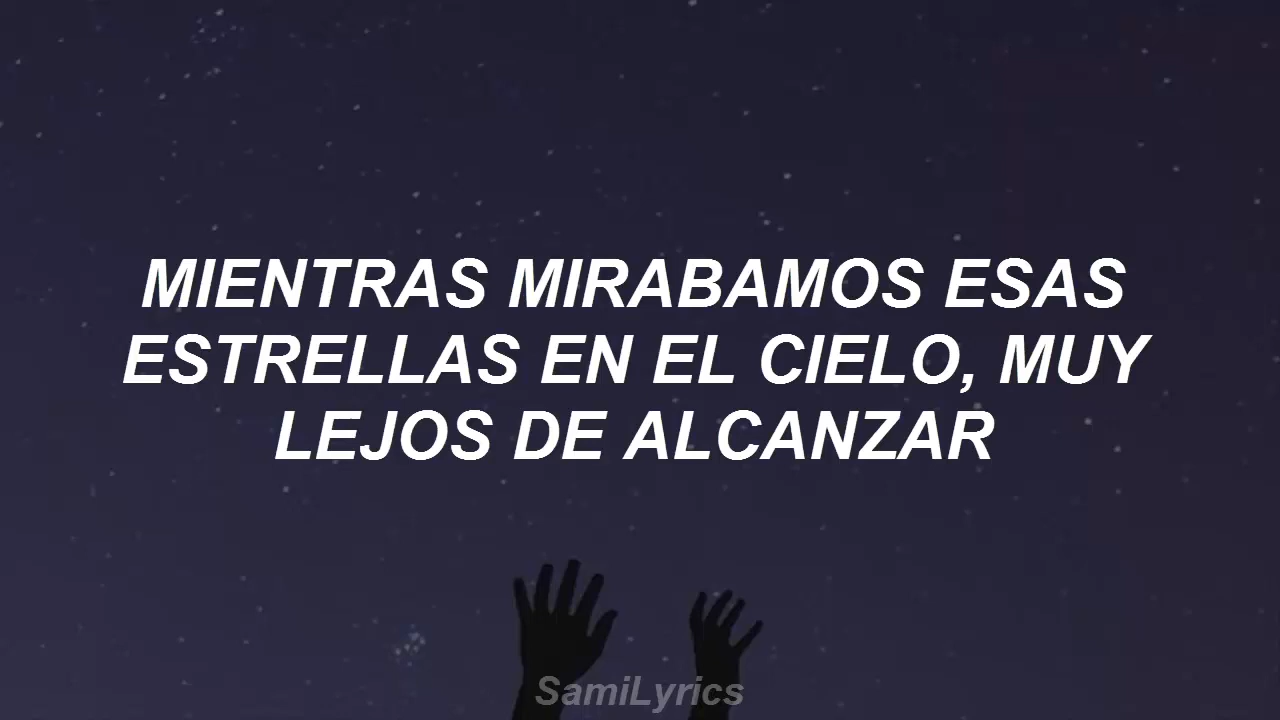 MIENTRAS MIRABAMOS ESAS
ESTRELLAS EN EL CIELO, MUY
LEJOS DE ALCANZAR
SamiLyrics